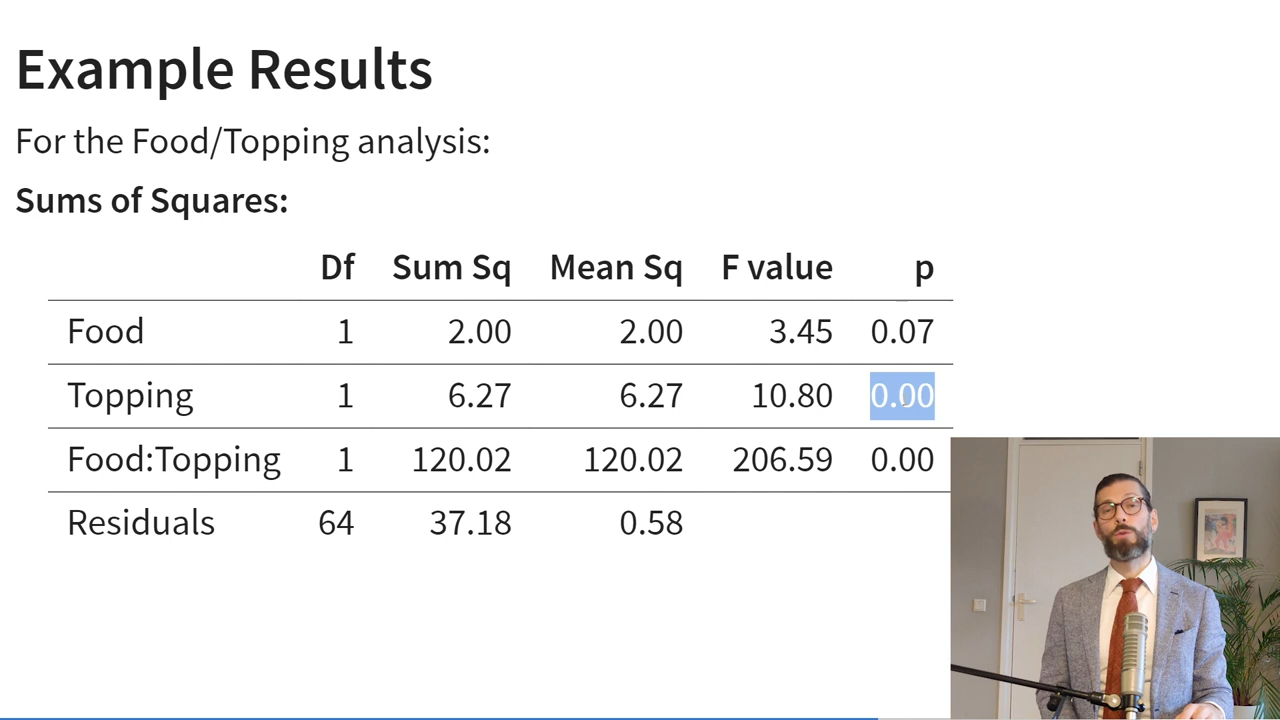 Example Results
For the Food/Topping analysis:
Sums of Squares:
Df Sum Sq Mean Sq F value p
Food 1 2.00 2.00 3.45 0.07
Topping 1 6.27 6.27 10.80 0.00
Food:Topping 1 120.02 120.02 206.59 0.00
Residuals 64 37.18 0.58